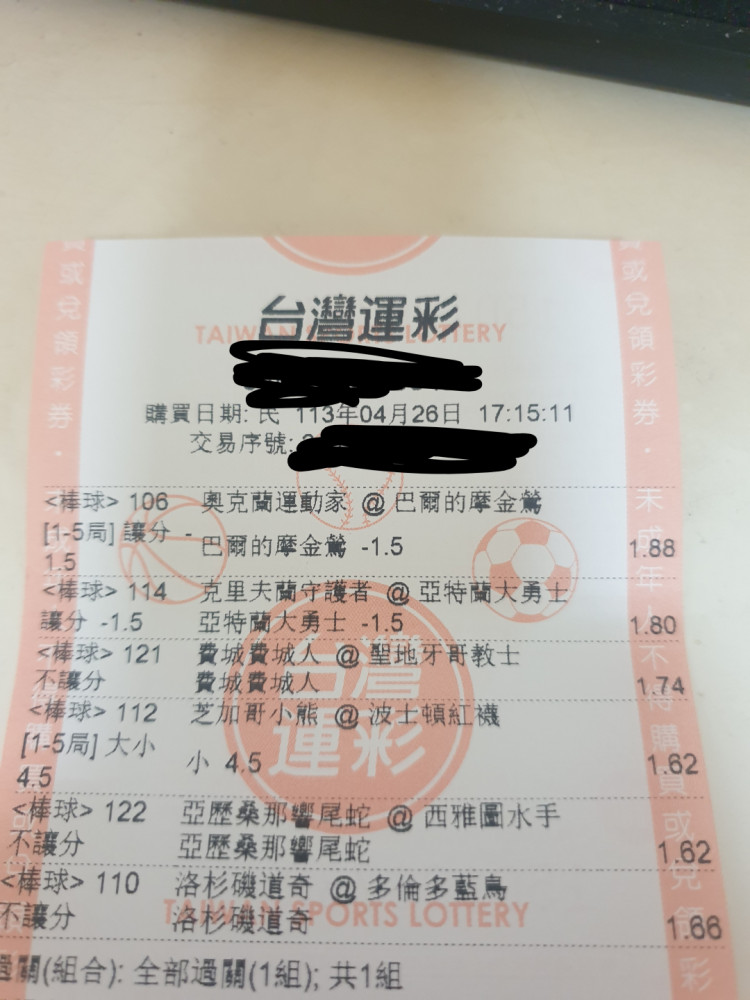 台灣運彩
TAIWAN SPORTS LOTTERY
購買日期: 民 113年04月26日 17:15:11
交易序號:
<棒球> 106 奧克蘭運動家 @ 巴爾的摩金鶯
[1-5局] 讓分 -
1.5 巴爾的摩金鶯 -1.5 1.88
<棒球> 114 克里夫蘭守護者 @ 亞特蘭大勇士
讓分 -1.5 亞特蘭大勇士 -1.5 1.80
<棒球> 121 費城費城人 @ 聖地牙哥教士
不讓分 費城費城人 1.74
<棒球> 112 芝加哥小熊 @ 波士頓紅襪
[1-5局] 大小
4.5 小 4.5 1.62
<棒球> 122 亞歷桑那響尾蛇 @ 西雅圖水手
不讓分 亞歷桑那響尾蛇 1.62
<棒球> 110 洛杉磯道奇 @ 多倫多藍鳥
不讓分 洛杉磯道奇 1.66
過關(組合): 全部過關(1組); 共1組
台灣
運彩
TAIWAN SPORTS LOTTERY
或兌領彩券．
或兌領彩券．未成年人不得購買或兌領彩